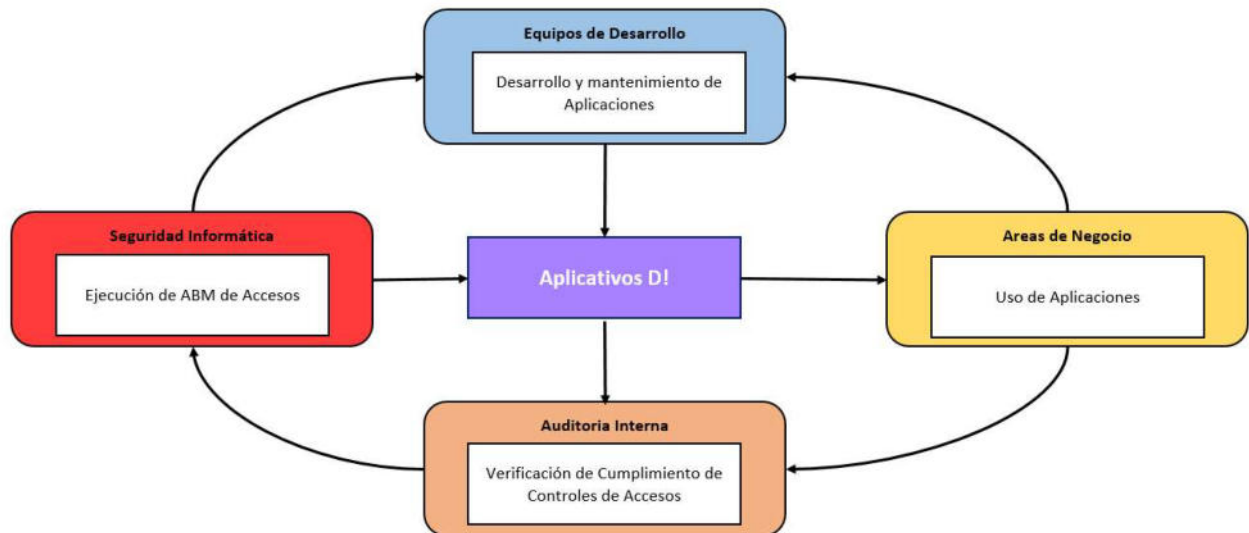 Equipos de Desarrollo
Desarrollo y mantenimiento de
Aplicaciones
Seguridad Informática
Ejecución de ABM de Accesos
Aplicativos D!
Areas de Negocio
Uso de Aplicaciones
Auditoria Interna
Verificación de Cumplimiento de
Controles de Accesos